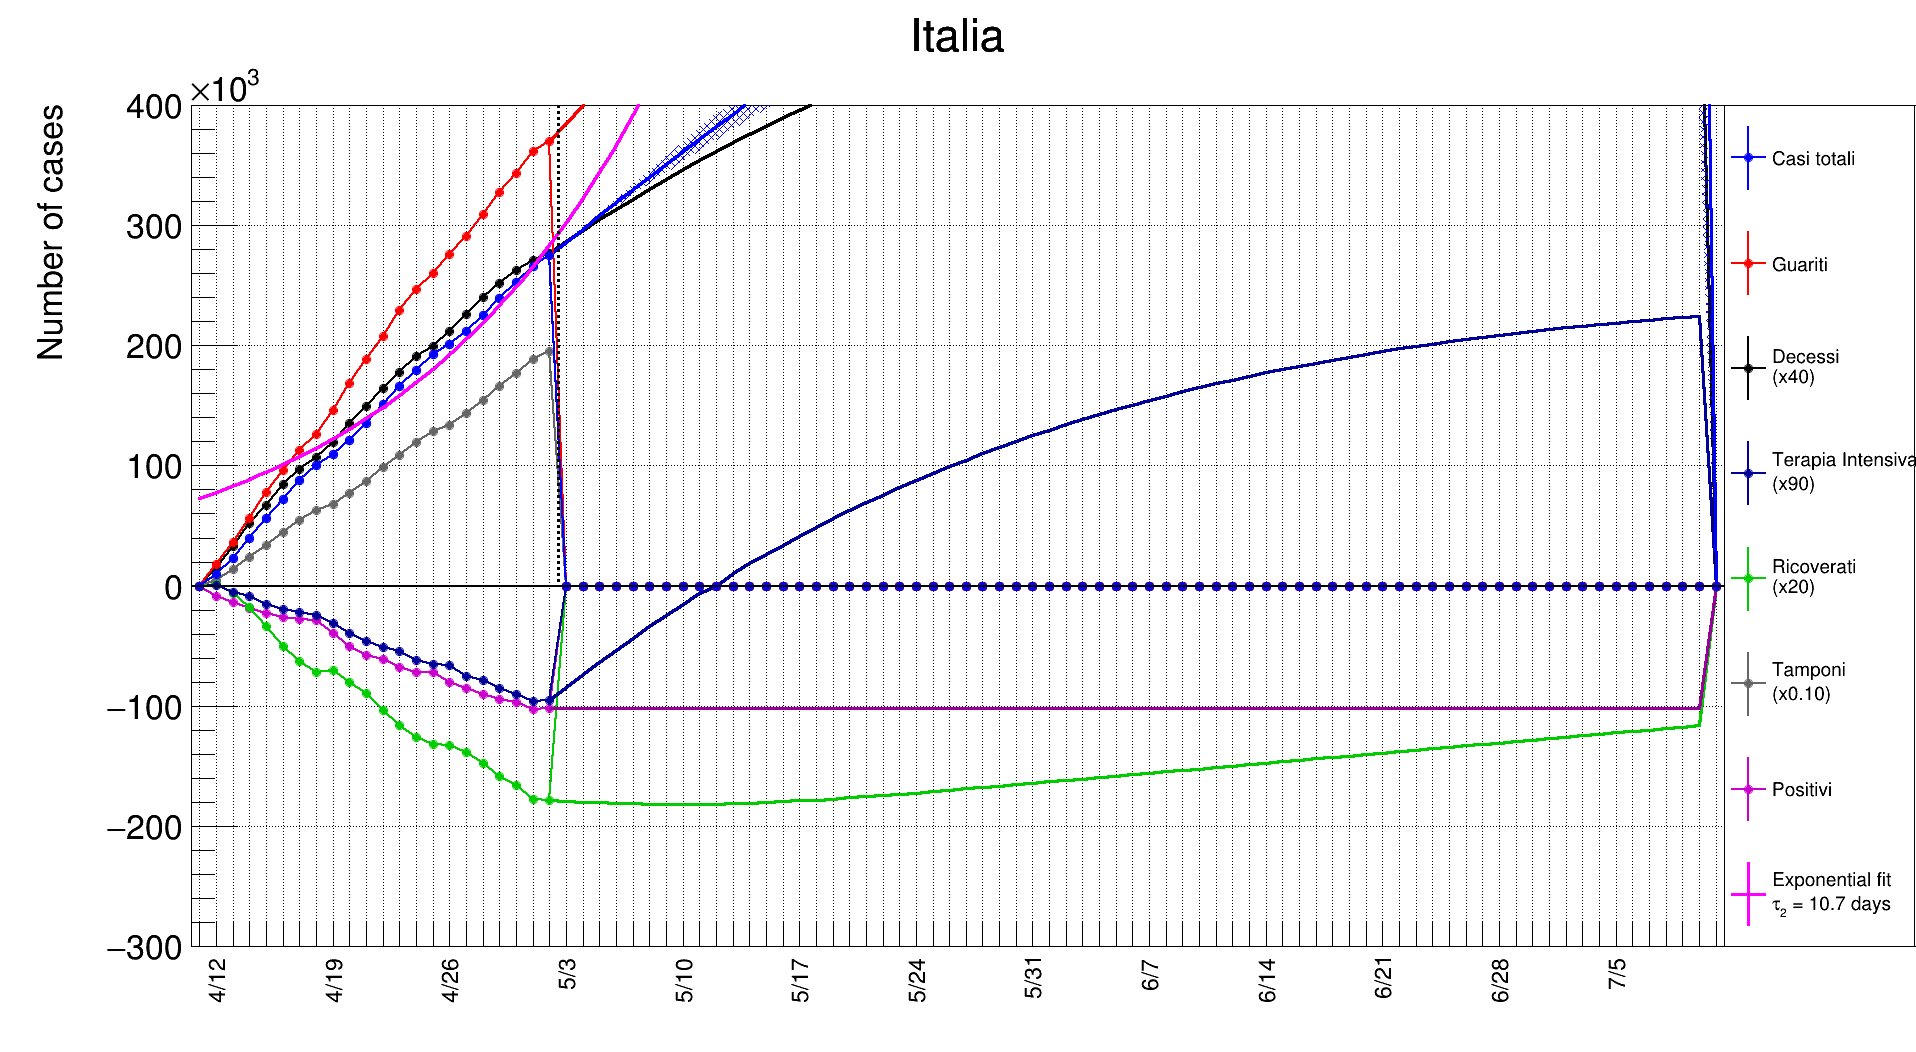 Italia
×10³
Number of cases
400
300
200
100
0
−100
−200
−300
4/12
4/19
4/26
5/3
5/10
5/17
5/24
5/31
6/7
6/14
6/21
6/28
7/5
Casi totali
Guariti
Decessi
(x40)
Terapia Intensiva
(x90)
Ricoverati
(x20)
Tamponi
(x0.10)
Positivi
Exponential fit
τ₂ = 10.7 days